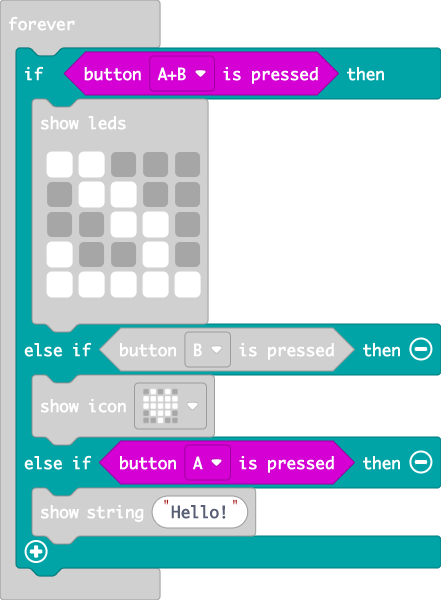 forever
if button A+B is pressed then
show leds
else if button B is pressed then
show icon
else if button A is pressed then
show string "Hello!"